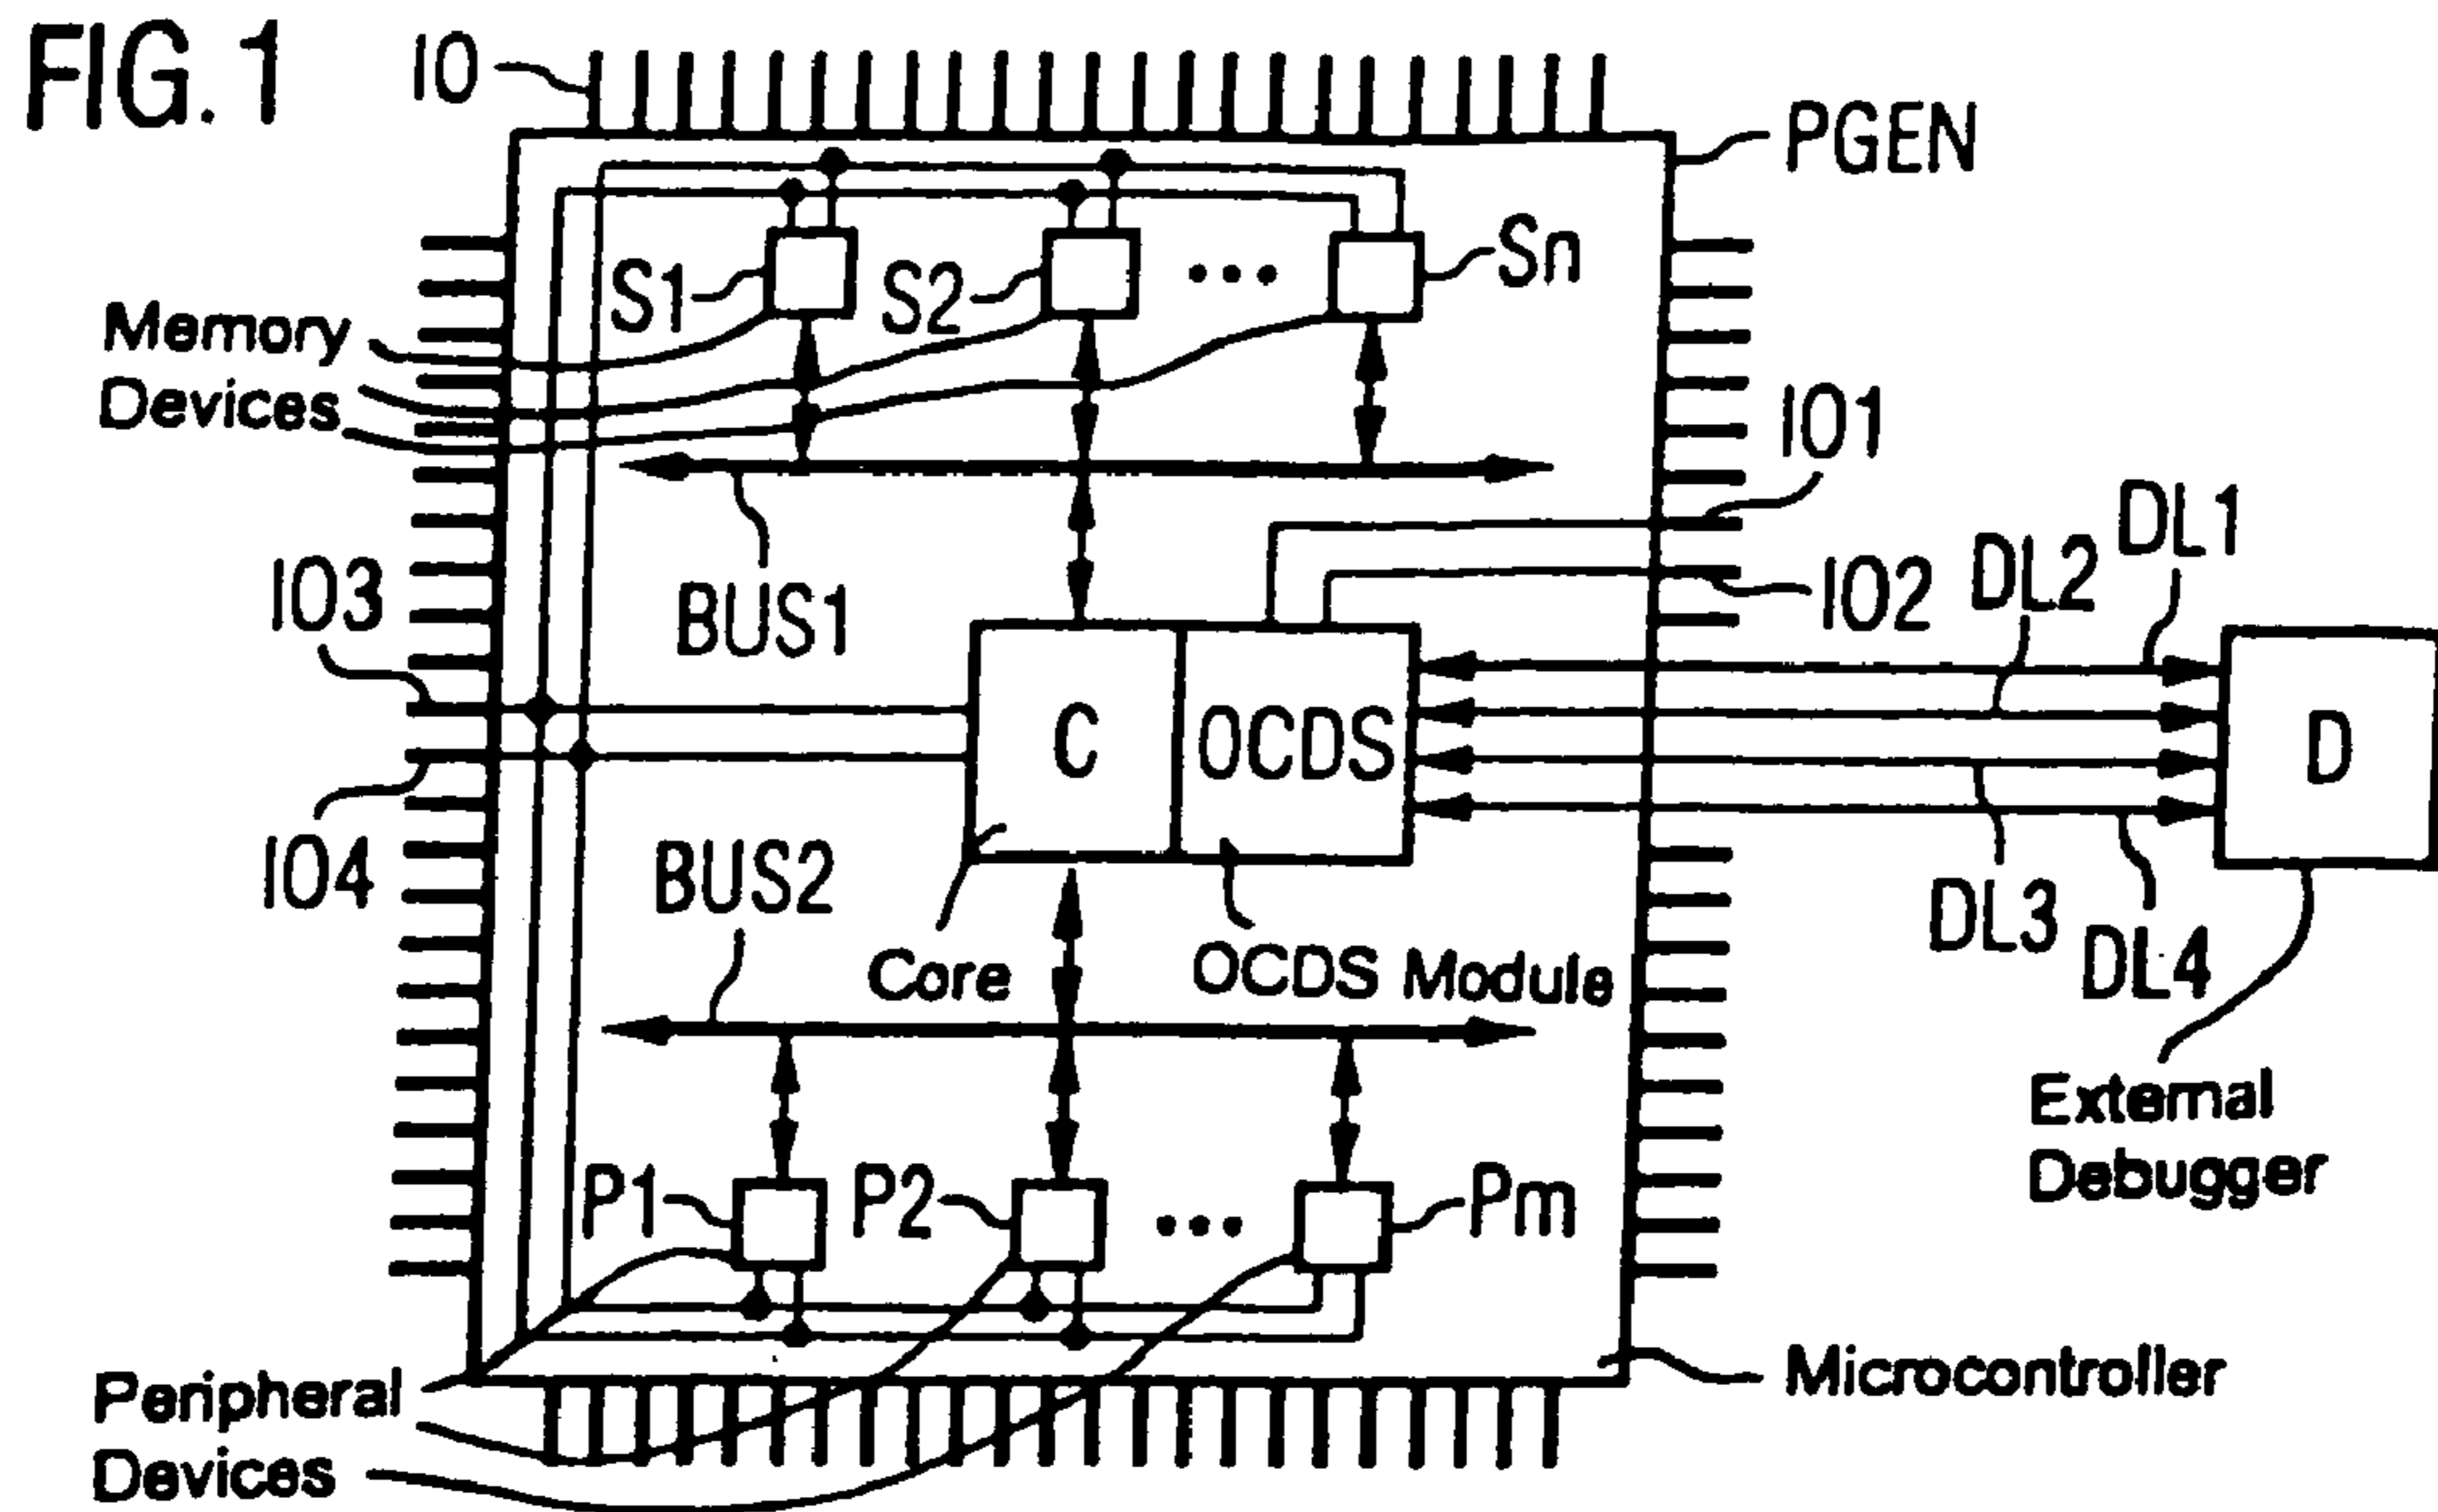 FIG. 1
IO
PGEN
S1
S2
Sn
Memory
Devices
IO1
DL1
DL2
IO3
BUS1
IO2
C
OCDS
D
IO4
BUS2
Core
OCDS Module
DL3
DL4
External
Debugger
P1
P2
Pm
Peripheral
Devices
Microcontroller